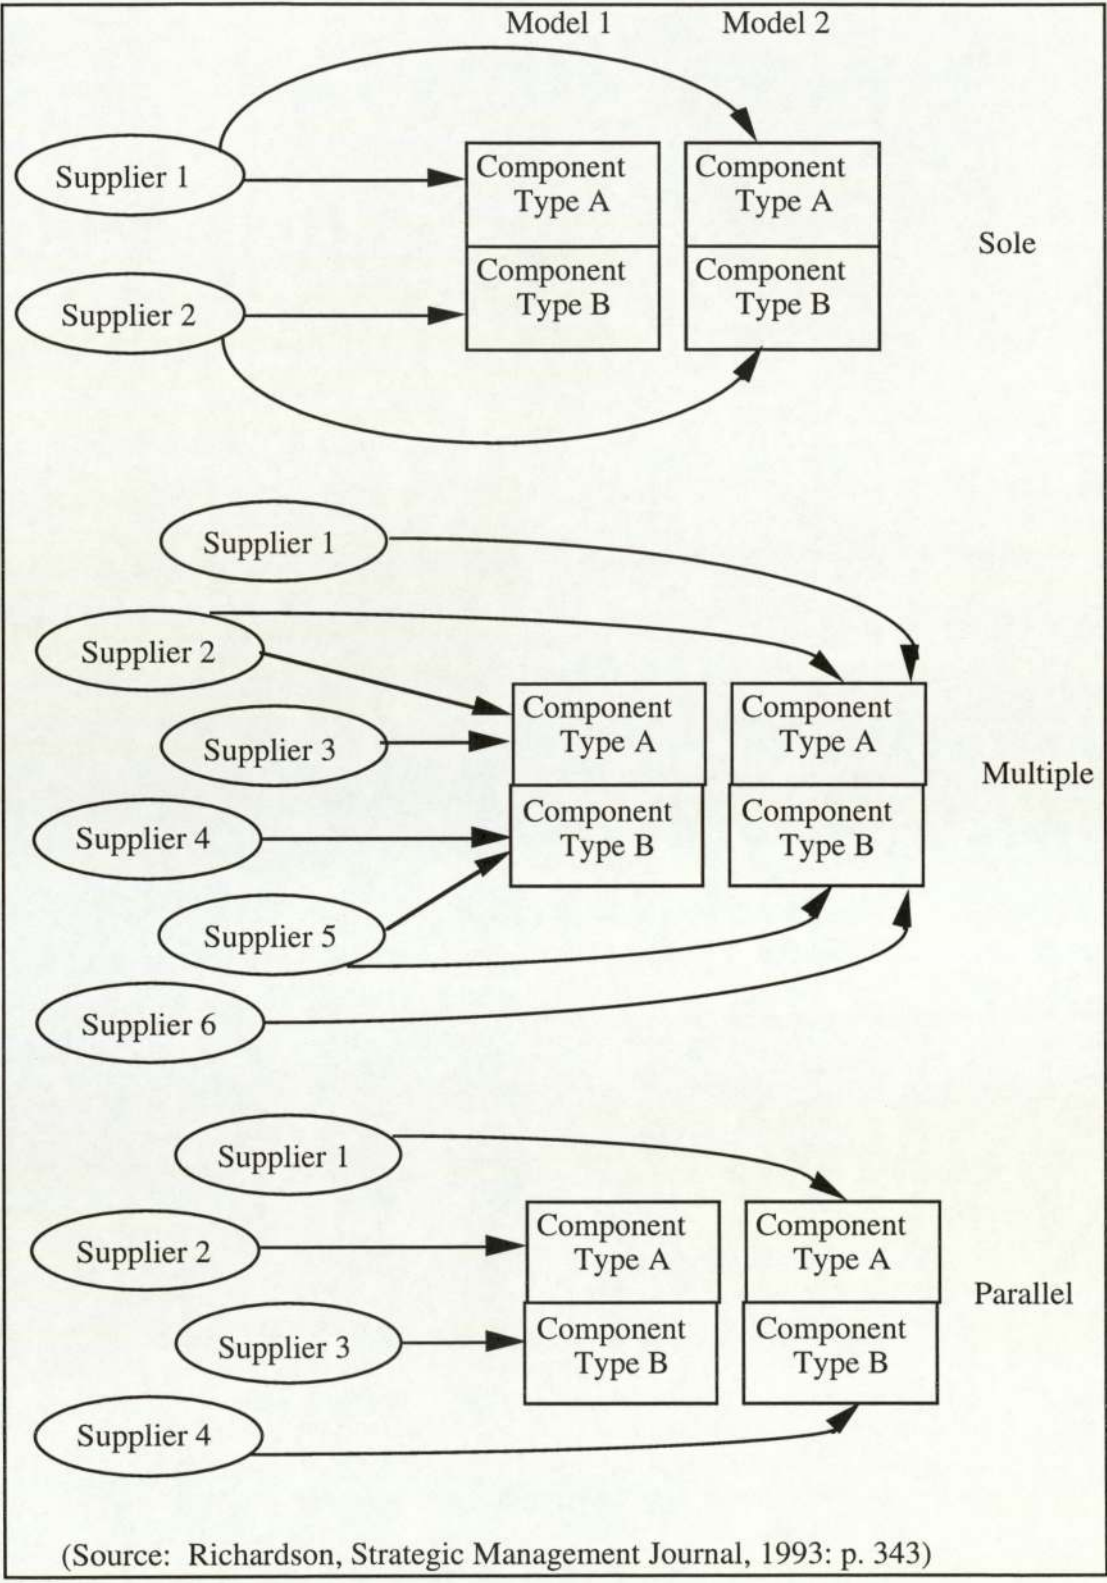 Model 1 Model 2
Supplier 1
Component
Type A
Component
Type A
Sole
Supplier 2
Component
Type B
Component
Type B
Supplier 1
Supplier 2
Supplier 3
Component
Type A
Component
Type A
Multiple
Supplier 4
Component
Type B
Component
Type B
Supplier 5
Supplier 6
Supplier 1
Supplier 2
Component
Type A
Component
Type A
Parallel
Supplier 3
Component
Type B
Component
Type B
Supplier 4
(Source: Richardson, Strategic Management Journal, 1993: p. 343)